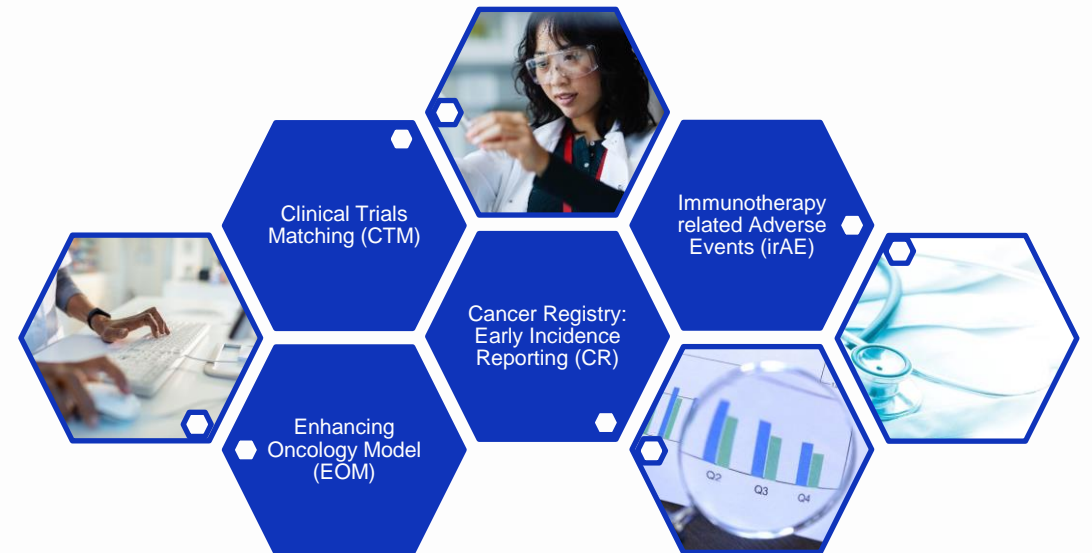 Clinical Trials
Matching (CTM)
Immunotherapy
related Adverse
Events (irAE)
Cancer Registry:
Early Incidence
Reporting (CR)
Enhancing
Oncology Model
(EOM)
Q2
Q3
Q4